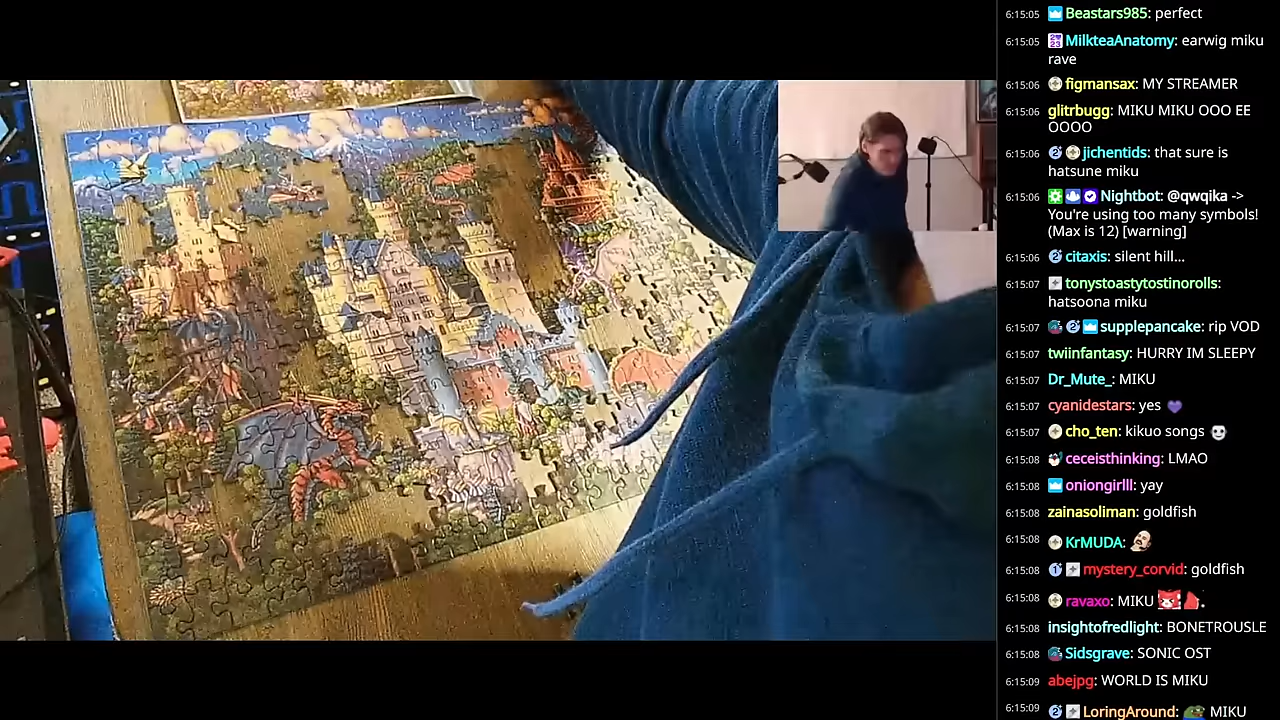 6:15:05 Beastars985: perfect
6:15:05 2023 MilkteaAnatomy: earwig miku
rave
6:15:06 figmansax: MY STREAMER
glitrbugg: MIKU MIKU OOO EE
6:15:06 OOOO
6:15:06 2 jichentids: that sure is
hatsune miku
6:15:06 Nightbot: @qwqika ->
You're using too many symbols!
(Max is 12) [warning]
6:15:06 2 citaxis: silent hill...
6:15:07 tonystoastytostinorolls:
hatsoona miku
6:15:07 2 supplepancake: rip VOD
6:15:07 twiinfantasy: HURRY IM SLEEPY
6:15:07 Dr_Mute_: MIKU
6:15:07 cyanidestars: yes 💜
6:15:07 cho_ten: kikuo songs
6:15:08 ceceisthinking: LMAO
6:15:08 oniongirlll: yay
6:15:08 zainasoliman: goldfish
6:15:08 KrMUDA:
6:15:08 1 mystery_corvid: goldfish
6:15:08 ravaxo: MIKU
6:15:08 insightofredlight: BONETROUSLE
6:15:08 Sidsgrave: SONIC OST
6:15:09 abejpg: WORLD IS MIKU
6:15:09 2 LoringAround: MIKU